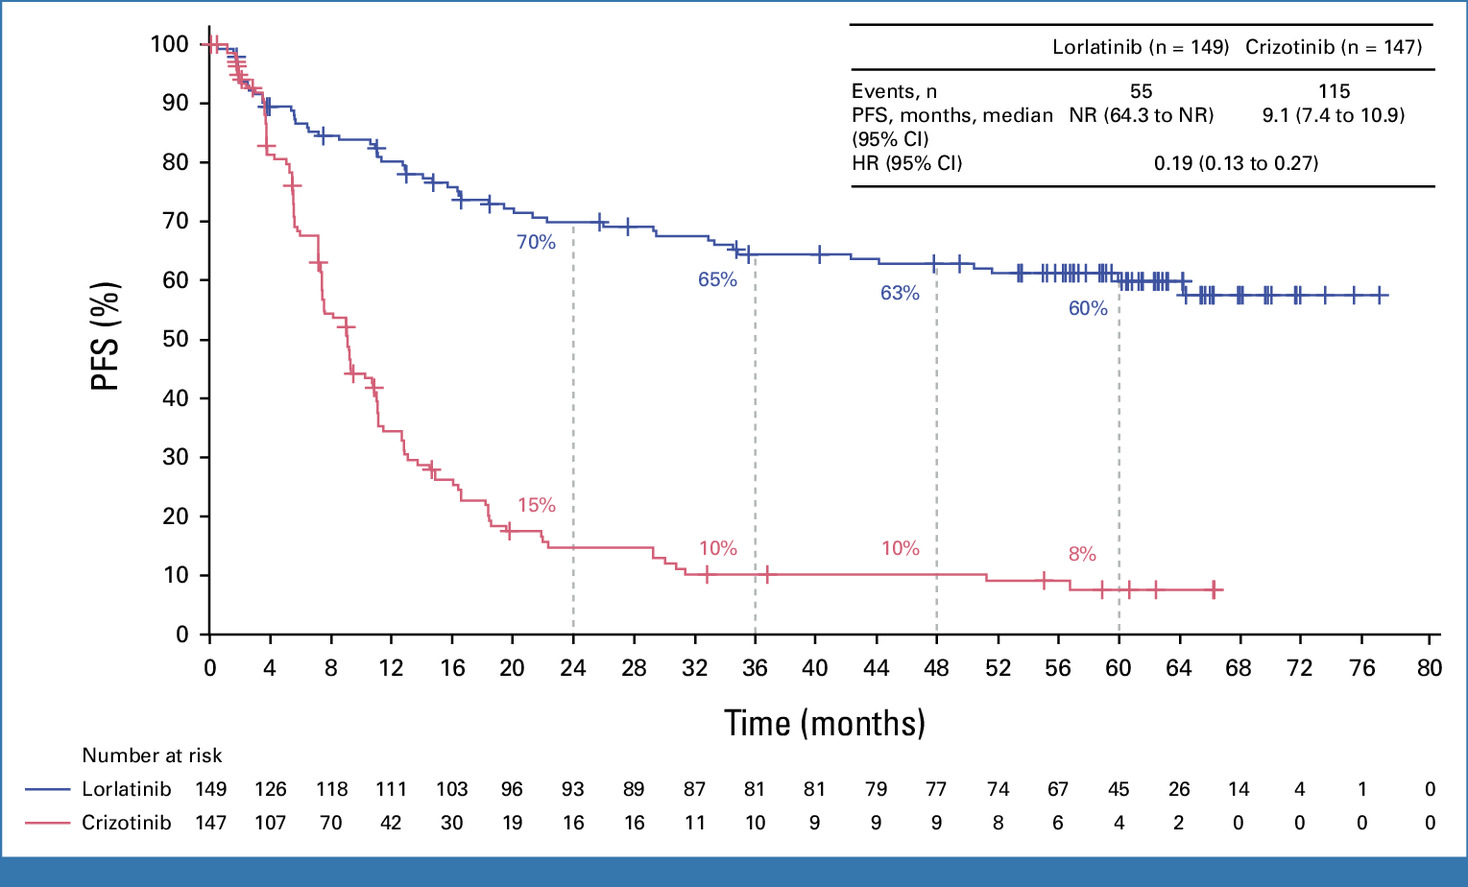 Lorlatinib (n = 149) Crizotinib (n = 147)
Events, n 55 115
PFS, months, median NR (64.3 to NR) 9.1 (7.4 to 10.9)
(95% CI)
HR (95% CI) 0.19 (0.13 to 0.27)
PFS (%)
100
90
80
70
60
50
40
30
20
10
0
70%
65%
63%
60%
15%
10%
10%
8%
0 4 8 12 16 20 24 28 32 36 40 44 48 52 56 60 64 68 72 76 80
Time (months)
Number at risk
Lorlatinib 149 126 118 111 103 96 93 89 87 81 81 79 77 74 67 45 26 14 4 1 0
Crizotinib 147 107 70 42 30 19 16 16 11 10 9 9 9 8 6 4 2 0 0 0 0